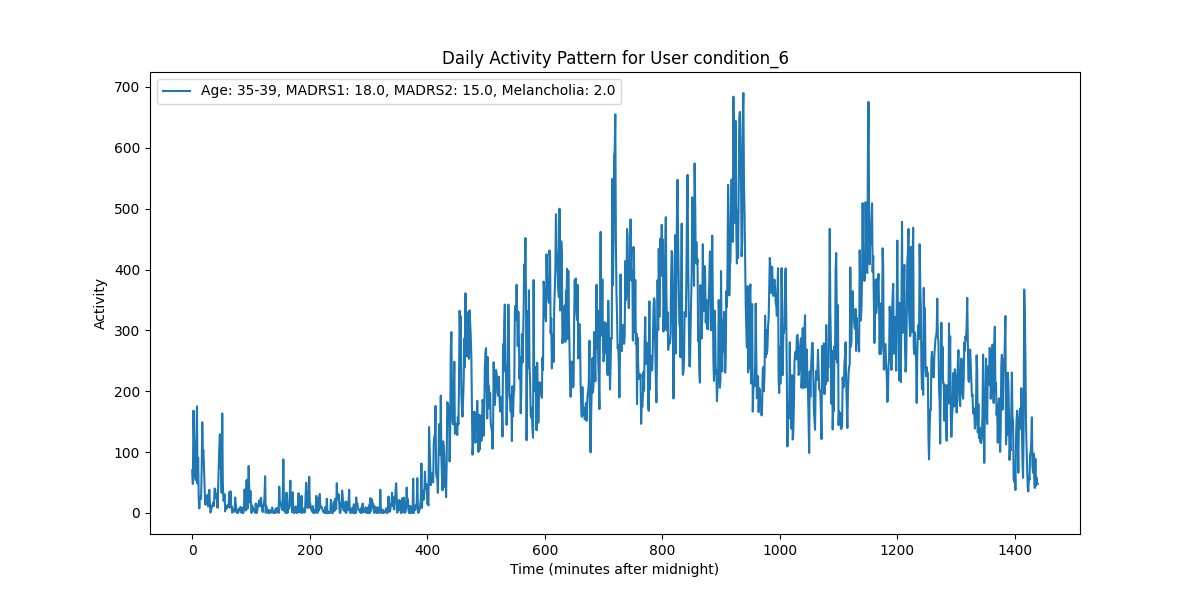 Daily Activity Pattern for User condition_6
Age: 35-39, MADRS1: 18.0, MADRS2: 15.0, Melancholia: 2.0
700
600
500
400
300
200
100
0
Activity
0 200 400 600 800 1000 1200 1400
Time (minutes after midnight)